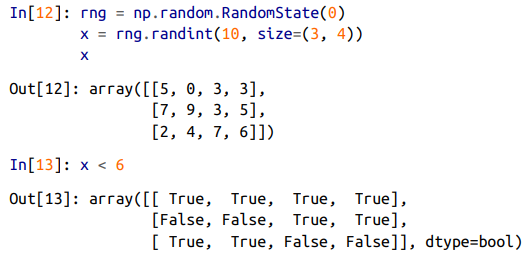 In[12]: rng = np.random.RandomState(0)
x = rng.randint(10, size=(3, 4))
x
Out[12]: array([[5, 0, 3, 3],
[7, 9, 3, 5],
[2, 4, 7, 6]])
In[13]: x < 6
Out[13]: array([[ True, True, True, True],
[False, False, True, True],
[ True, True, False, False]], dtype=bool)